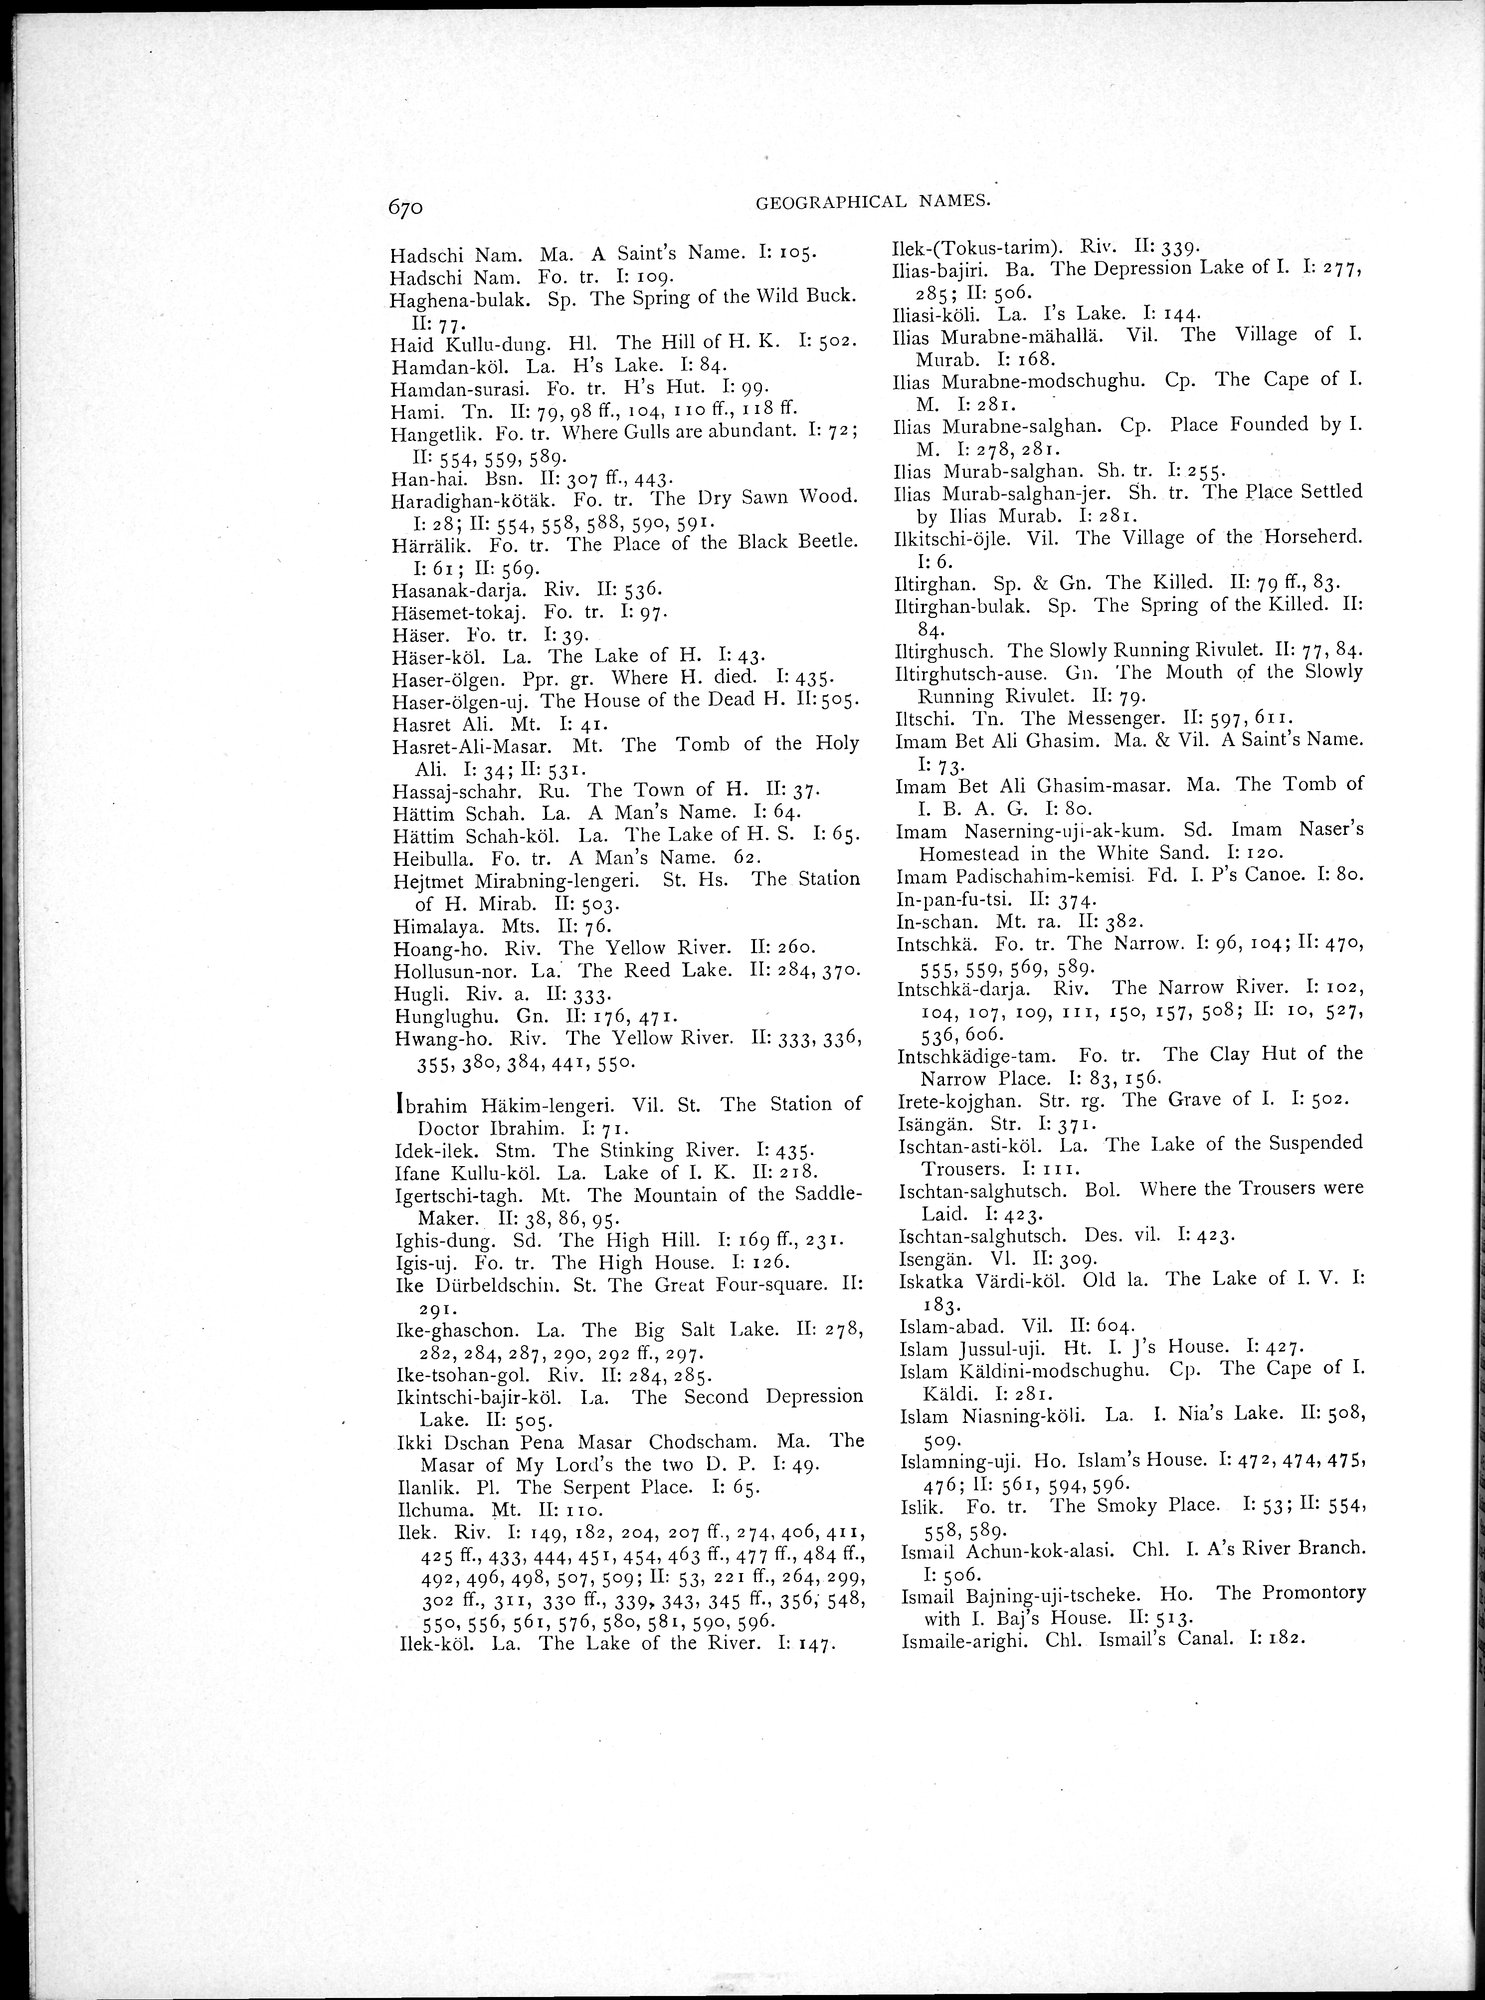 670
GEOGRAPHICAL NAMES.
Hadschi Nam. Ma. A Saint's Name. I: 105.
Hadschi Nam. Fo. tr. I: 109.
Haghena-bulak. Sp. The Spring of the Wild Buck.
II: 77.
Haid Kullu-dung. Hl. The Hill of H. K. I: 502.
Hamdan-köl. La. H's Lake. I: 84.
Hamdan-surasi. Fo. tr. H's Hut. I: 99.
Hami. Tn. II: 79, 98 ff., 104, 110 ff., 118 ff.
Hangetlik. Fo. tr. Where Gulls are abundant. I: 72;
II: 554, 559, 589.
Han-hai. Bsn. II: 307 ff., 443.
Haradighan-kötäk. Fo. tr. The Dry Sawn Wood.
I: 28; II: 554, 558, 588, 590, 591.
Härrälik. Fo. tr. The Place of the Black Beetle.
I: 61; II: 569.
Hasanak-darja. Riv. II: 536.
Häsemet-tokaj. Fo. tr. I: 97.
Häser. Fo. tr. I: 39.
Häser-köl. La. The Lake of H. I: 43.
Haser-ölgen. Ppr. gr. Where H. died. I: 435.
Haser-ölgen-uj. The House of the Dead H. II: 505.
Hasret Ali. Mt. I: 41.
Hasret-Ali-Masar. Mt. The Tomb of the Holy
Ali. I: 34; II: 531.
Hassaj-schahr. Ru. The Town of H. II: 37.
Hättim Schah. La. A Man's Name. I: 64.
Hättim Schah-köl. La. The Lake of H. S. I: 65.
Heibulla. Fo. tr. A Man's Name. 62.
Hejtmet Mirabning-lengeri. St. Hs. The Station
of H. Mirab. II: 503.
Himalaya. Mts. II: 76.
Hoang-ho. Riv. The Yellow River. II: 260.
Hollusun-nor. La. The Reed Lake. II: 284, 370.
Hugli. Riv. a. II: 333.
Hunglughu. Gn. II: 176, 471.
Hwang-ho. Riv. The Yellow River. II: 333, 336,
355, 380, 384, 441, 550.
Ibrahim Häkim-lengeri. Vil. St. The Station of
Doctor Ibrahim. I: 71.
Idek-ilek. Stm. The Stinking River. I: 435.
Ifane Kullu-köl. La. Lake of I. K. II: 218.
Igertschi-tagh. Mt. The Mountain of the Saddle-
Maker. II: 38, 86, 95.
Ighis-dung. Sd. The High Hill. I: 169 ff., 231.
Igis-uj. Fo. tr. The High House. I: 126.
Ike Dürbeldschin. St. The Great Four-square. II:
291.
Ike-ghaschon. La. The Big Salt Lake. II: 278,
282, 284, 287, 290, 292 ff., 297.
Ike-tsohan-gol. Riv. II: 284, 285.
Ikintschi-bajir-köl. La. The Second Depression
Lake. II: 505.
Ikki Dschan Pena Masar Chodscham. Ma. The
Masar of My Lord's the two D. P. I: 49.
Ilanlik. Pl. The Serpent Place. I: 65.
Ilchuma. Mt. II: 110.
Ilek. Riv. I: 149, 182, 204, 207 ff., 274, 406, 411,
425 ff., 433, 444, 451, 454, 463 ff., 477 ff., 484 ff.,
492, 496, 498, 507, 509; II: 53, 221 ff., 264, 299,
302 ff., 311, 330 ff., 339, 343, 345 ff., 356, 548,
550, 556, 561, 576, 580, 581, 590, 596.
Ilek-köl. La. The Lake of the River. I: 147.
Ilek-(Tokus-tarim). Riv. II: 339.
Ilias-bajiri. Ba. The Depression Lake of I. I: 277,
285; II: 506.
Iliasi-köli. La. I's Lake. I: 144.
Ilias Murabne-mähallä. Vil. The Village of I.
Murab. I: 168.
Ilias Murabne-modschughu. Cp. The Cape of I.
M. I: 281.
Ilias Murabne-salghan. Cp. Place Founded by I.
M. I: 278, 281.
Ilias Murab-salghan. Sh. tr. I: 255.
Ilias Murab-salghan-jer. Sh. tr. The Place Settled
by Ilias Murab. I: 281.
Ilkitschi-öjle. Vil. The Village of the Horseherd.
I: 6.
Iltirghan. Sp. & Gn. The Killed. II: 79 ff., 83.
Iltirghan-bulak. Sp. The Spring of the Killed. II:
84.
Iltirghusch. The Slowly Running Rivulet. II: 77, 84.
Iltirghutsch-ause. Gn. The Mouth of the Slowly
Running Rivulet. II: 79.
Iltschi. Tn. The Messenger. II: 597, 611.
Imam Bet Ali Ghasim. Ma. & Vil. A Saint's Name.
I: 73.
Imam Bet Ali Ghasim-masar. Ma. The Tomb of
I. B. A. G. I: 80.
Imam Naserning-uji-ak-kum. Sd. Imam Naser's
Homestead in the White Sand. I: 120.
Imam Padischahim-kemisi. Fd. I. P's Canoe. I: 80.
In-pan-fu-tsi. II: 374.
In-schan. Mt. ra. II: 382.
Intschkä. Fo. tr. The Narrow. I: 96, 104; II: 470,
555, 559, 569, 589.
Intschkä-darja. Riv. The Narrow River. I: 102,
104, 107, 109, 111, 150, 157, 508; II: 10, 527,
536, 606.
Intschkädige-tam. Fo. tr. The Clay Hut of the
Narrow Place. I: 83, 156.
Irete-kojghan. Str. rg. The Grave of I. I: 502.
Isängän. Str. I: 371.
Ischtan-asti-köl. La. The Lake of the Suspended
Trousers. I: 111.
Ischtan-salghutsch. Bol. Where the Trousers were
Laid. I: 423.
Ischtan-salghutsch. Des. vil. I: 423.
Isengän. Vl. II: 309.
Iskatka Värdi-köl. Old la. The Lake of I. V. I:
183.
Islam-abad. Vil. II: 604.
Islam Jussul-uji. Ht. I. J's House. I: 427.
Islam Käldini-modschughu. Cp. The Cape of I.
Käldi. I: 281.
Islam Niasning-köli. La. I. Nia's Lake. II: 508,
509.
Islamning-uji. Ho. Islam's House. I: 472, 474, 475,
476; II: 561, 594, 596.
Islik. Fo. tr. The Smoky Place. I: 53; II: 554,
558, 589.
Ismail Achun-kok-alasi. Chl. I. A's River Branch.
I: 506.
Ismail Bajning-uji-tscheke. Ho. The Promontory
with I. Baj's House. II: 513.
Ismaile-arighi. Chl. Ismail's Canal. I: 182.